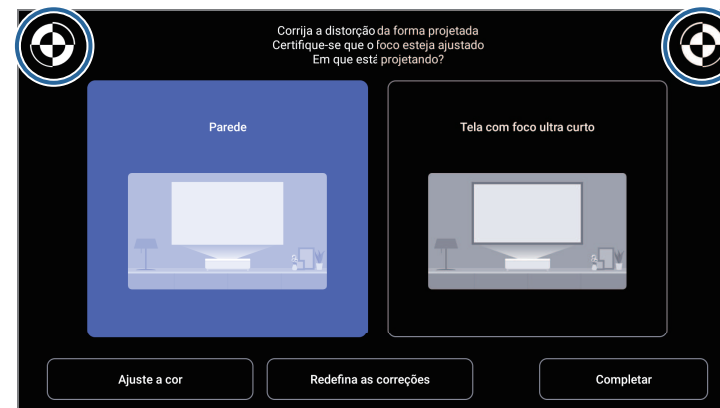 Corrija a distorção da forma projetada
Certifique-se que o foco esteja ajustado
Em que está projetando?
Parede
Tela com foco ultra curto
Ajuste a cor
Redefina as correções
Completar